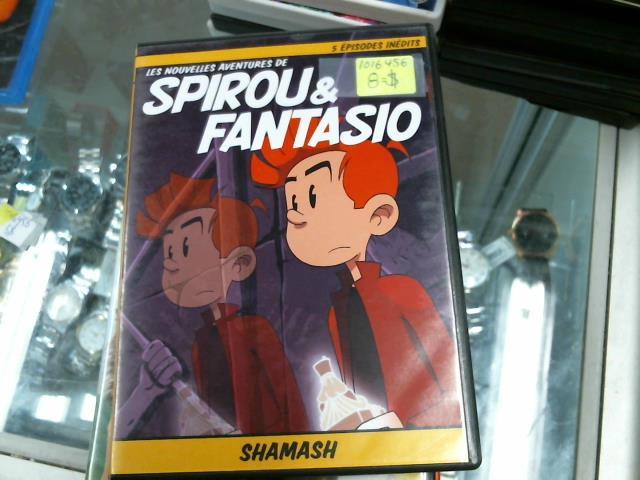 5 ÉPISODES INÉDITS
LES NOUVELLES AVENTURES DE
SPIROU &
FANTASIO
1016456
8=$
SHAMASH